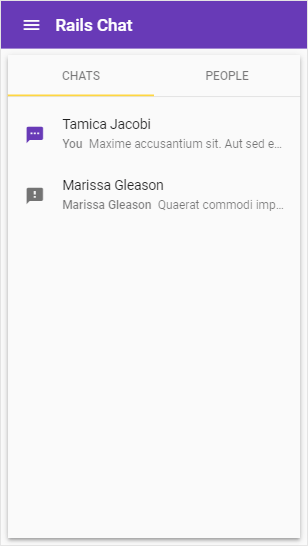 Rails Chat
CHATS PEOPLE
Tamica Jacobi
You Maxime accusantium sit. Aut sed e...
Marissa Gleason
Marissa Gleason Quaerat commodi imp...